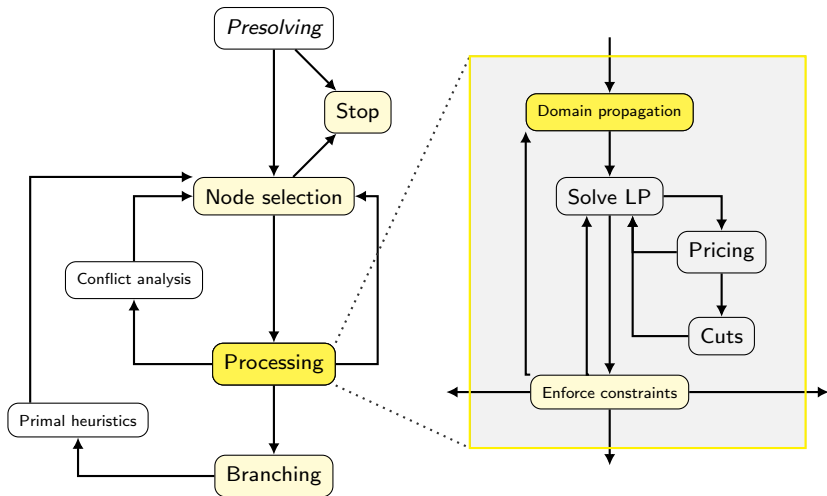 Presolving
Stop
Node selection
Conflict analysis
Processing
Primal heuristics
Branching
Domain propagation
Solve LP
Pricing
Cuts
Enforce constraints